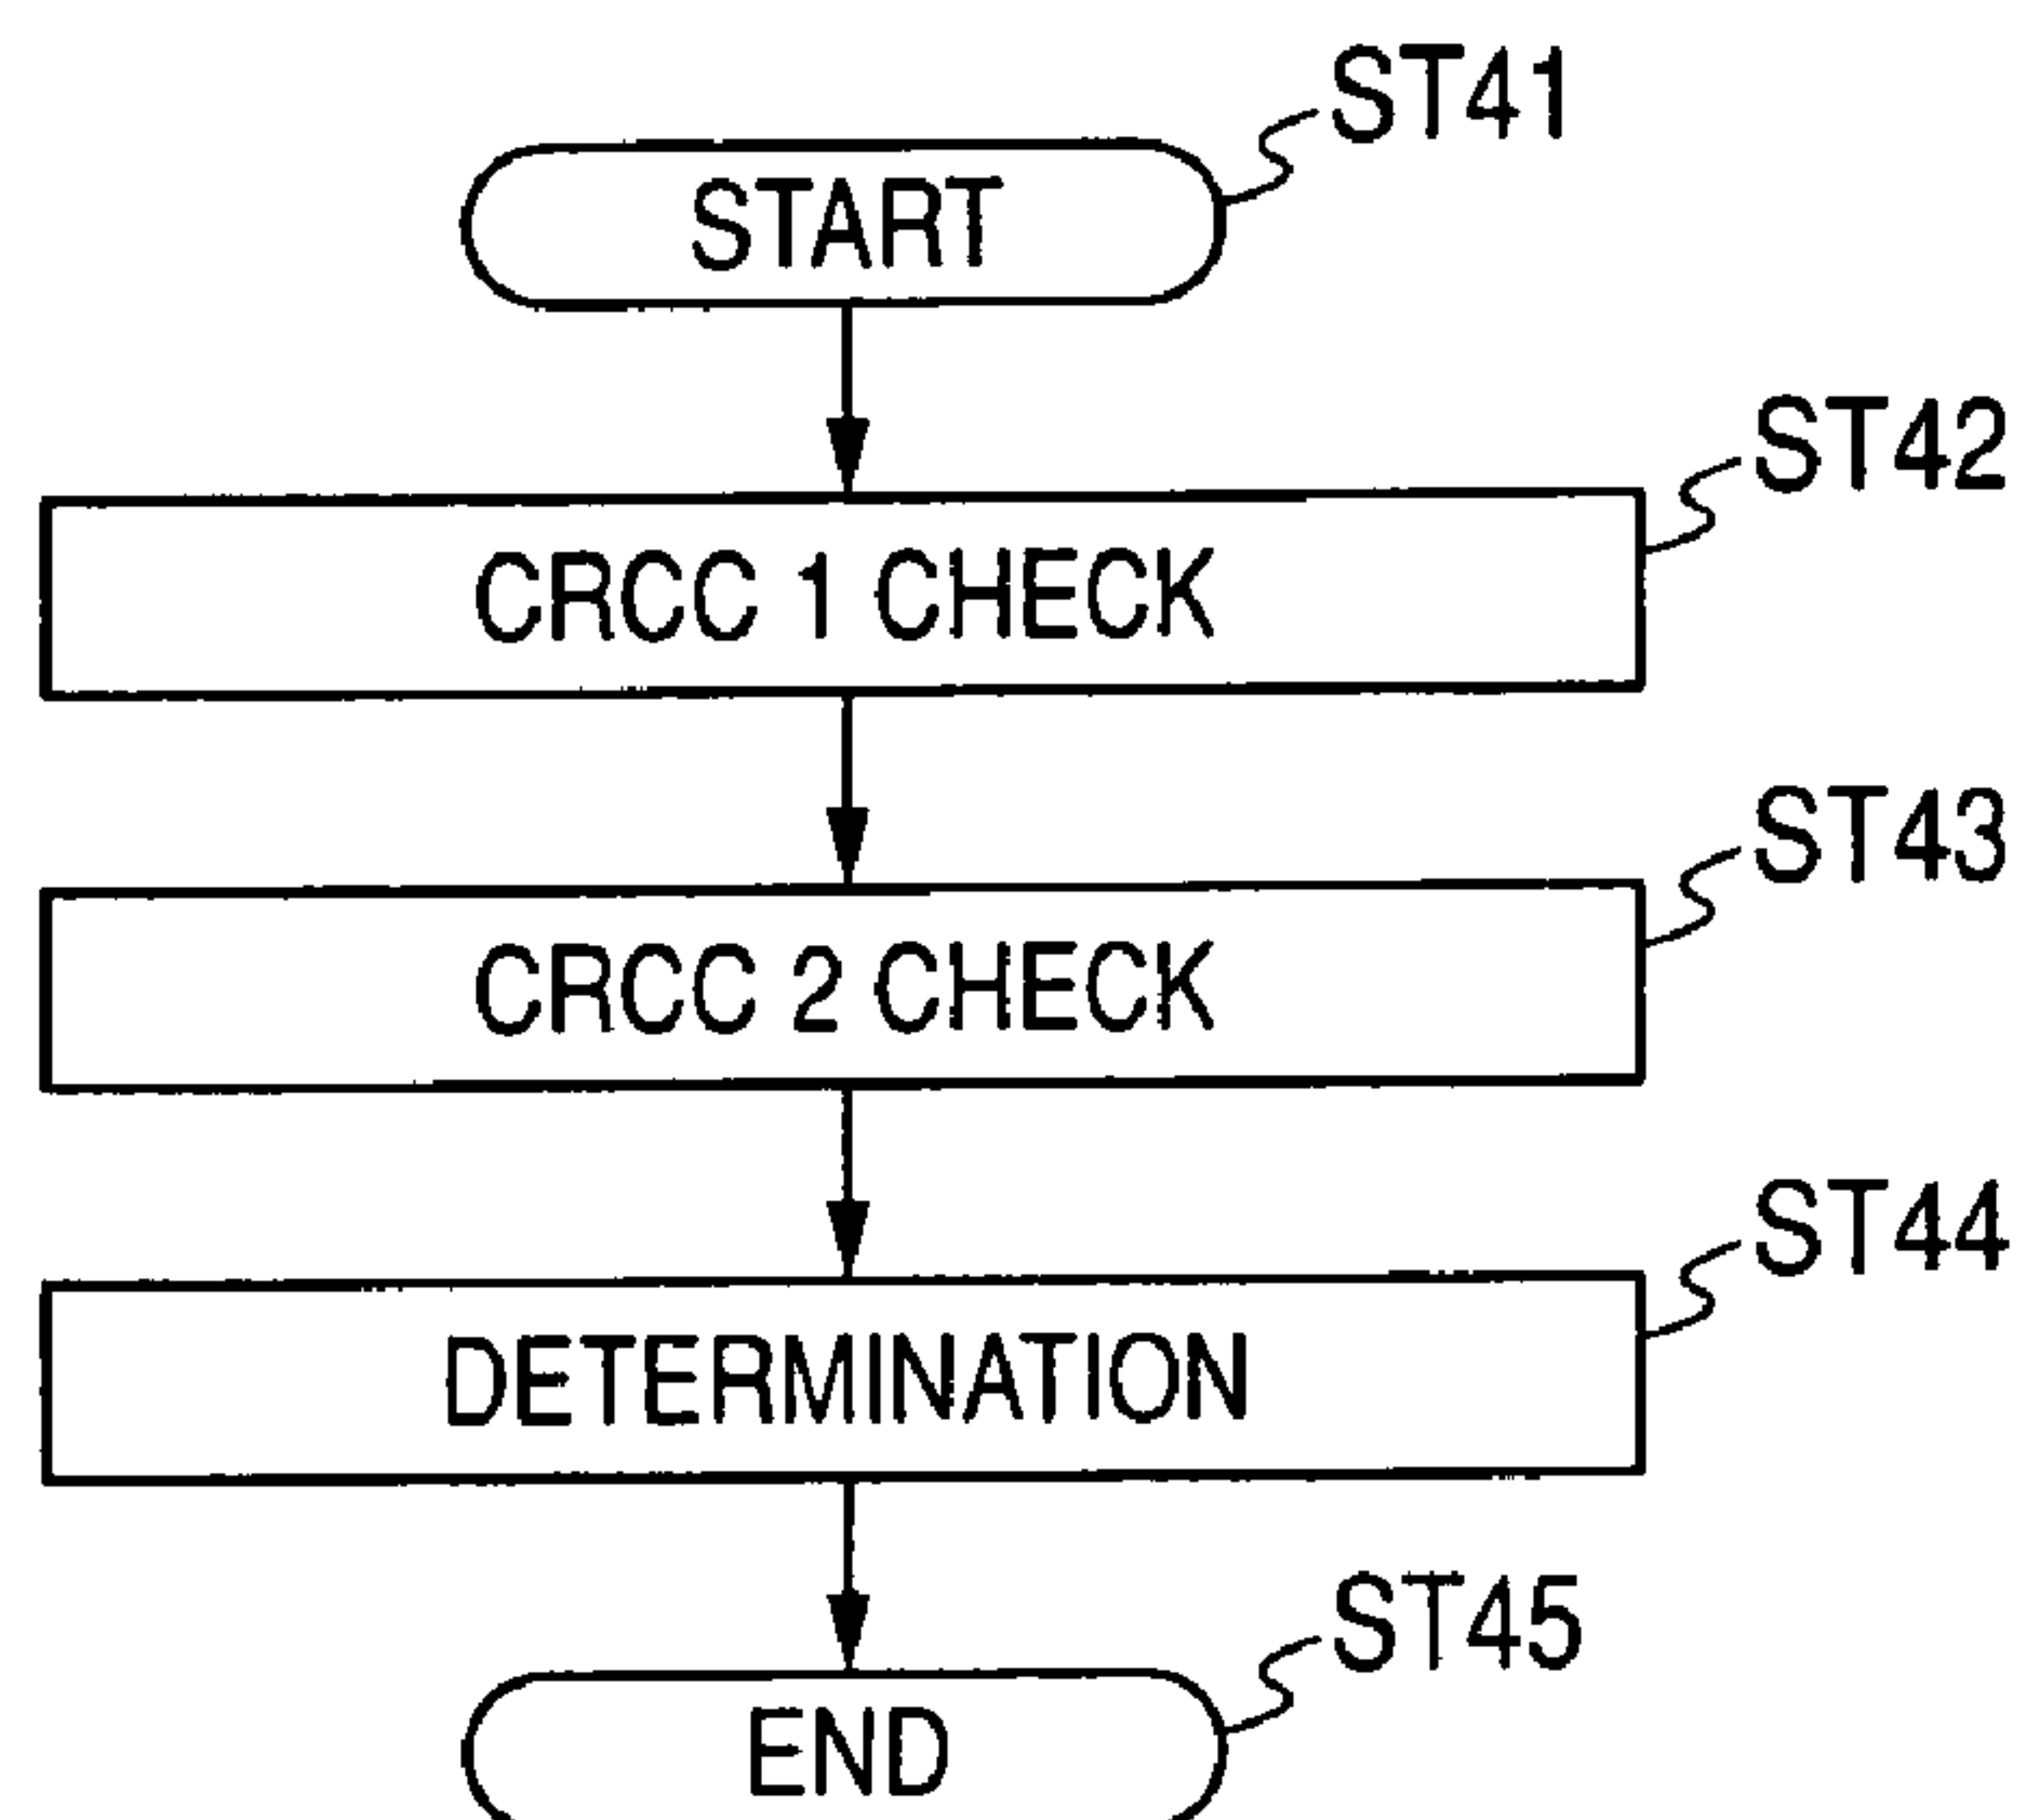 ST41
START
ST42
CRCC 1 CHECK
ST43
CRCC 2 CHECK
ST44
DETERMINATION
ST45
END